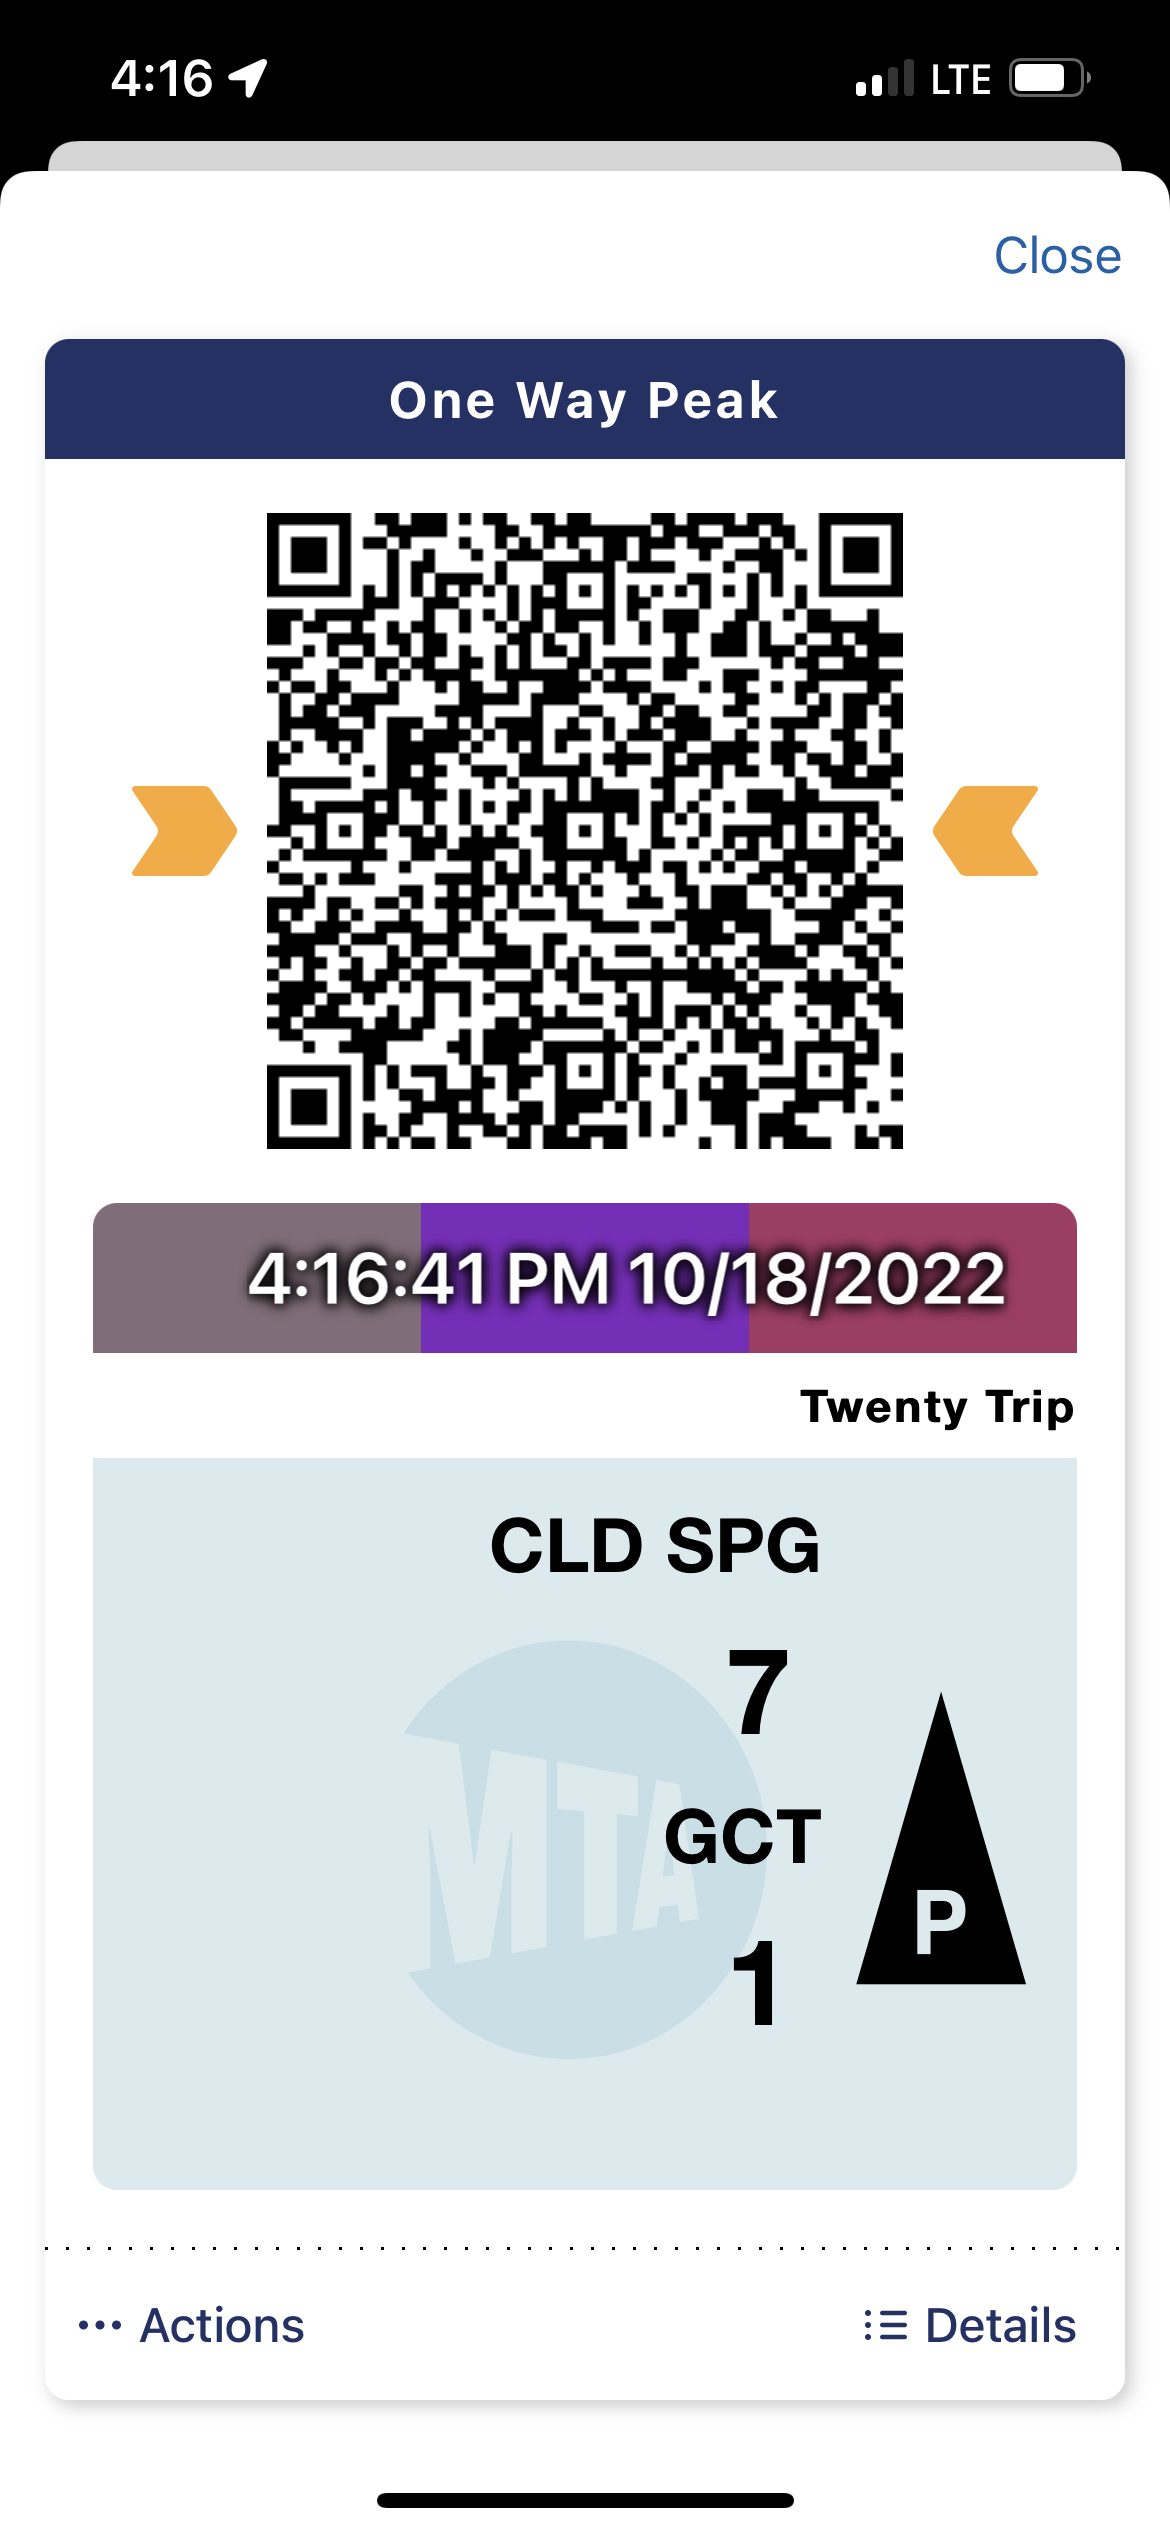 4:16 LTE
Close
One Way Peak
4:16:41 PM 10/18/2022
Twenty Trip
CLD SPG
7
MTA
GCT
P
1
Actions
Details